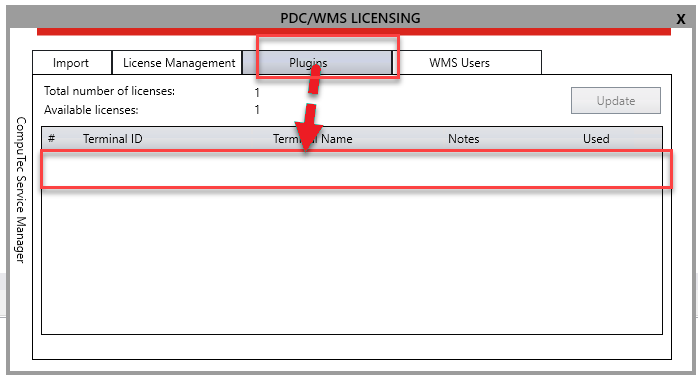 PDC/WMS LICENSING
X
Import
License Management
Plugins
WMS Users
Total number of licenses:
1
Available licenses:
1
Update
# Terminal ID Terminal Name Notes Used
CompuTec Service Manager